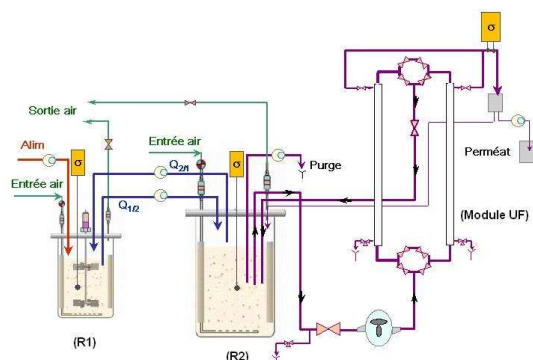 σ
Sortie air
Entrée air
Alim
σ
Q2/1
Entrée air
Q1/2
σ
Purge
Perméat
(Module UF)
(R1)
(R2)